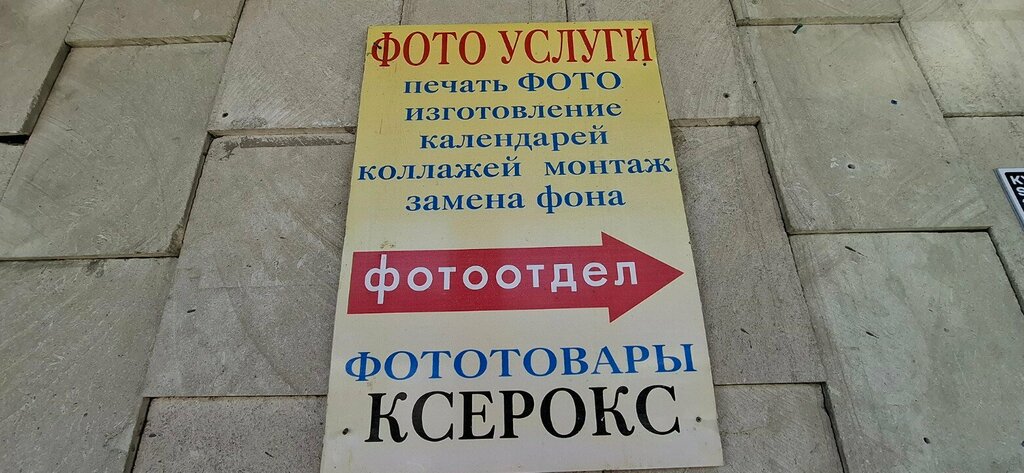 ФОТО УСЛУГИ
печать ФОТО
изготовление
календарей
коллажей монтаж
замена фона
фотоотдел
ФОТОТОВАРЫ
КСЕРОКС